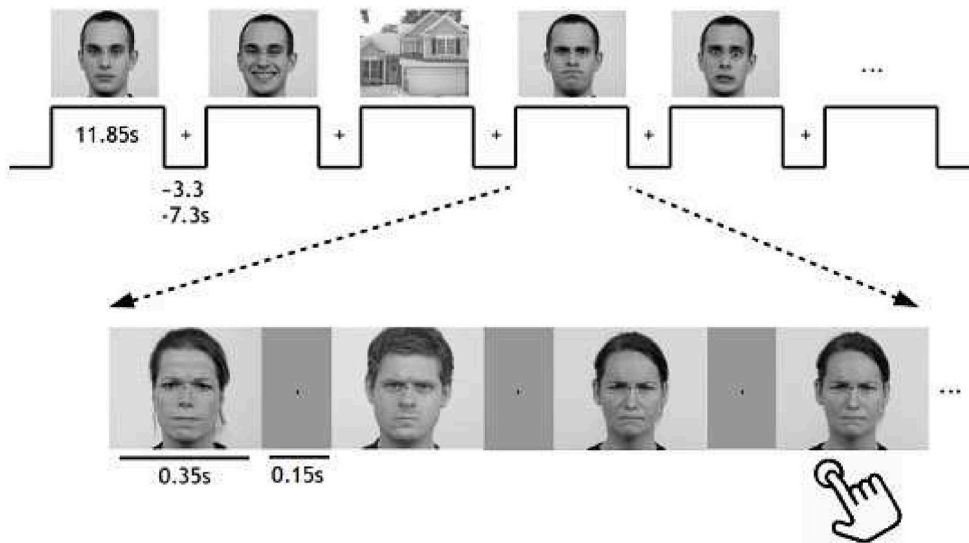 ...
11.85s + + + + +
~3.3
-7.3s
...
0.35s 0.15s